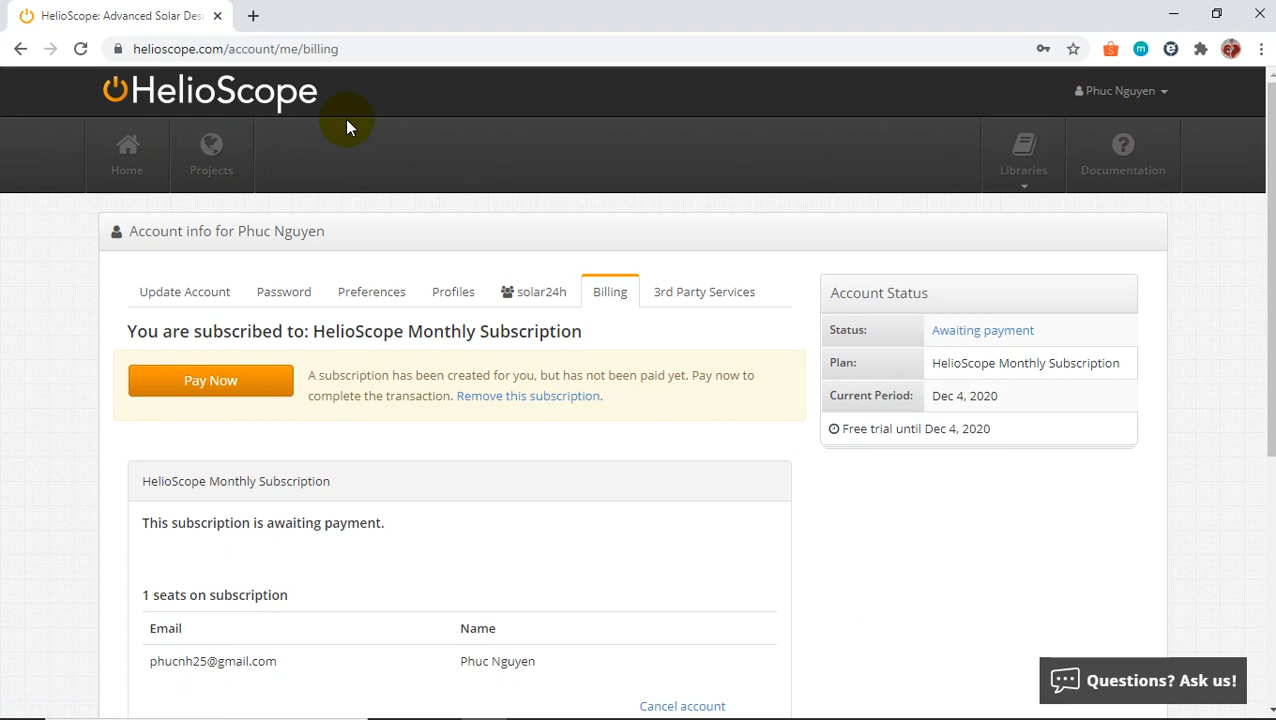 HelioScope: Advanced Solar Des
helioscope.com/account/me/billing
HelioScope
Phuc Nguyen
Home
Projects
Libraries
Documentation
Account info for Phuc Nguyen
Update Account
Password
Preferences
Profiles
solar24h
Billing
3rd Party Services
You are subscribed to: HelioScope Monthly Subscription
Pay Now
A subscription has been created for you, but has not been paid yet. Pay now to
complete the transaction. Remove this subscription.
Account Status
Status: Awaiting payment
Plan: HelioScope Monthly Subscription
Current Period: Dec 4, 2020
Free trial until Dec 4, 2020
HelioScope Monthly Subscription
This subscription is awaiting payment.
1 seats on subscription
Email Name
phucnh25@gmail.com Phuc Nguyen
Cancel account
Questions? Ask us!